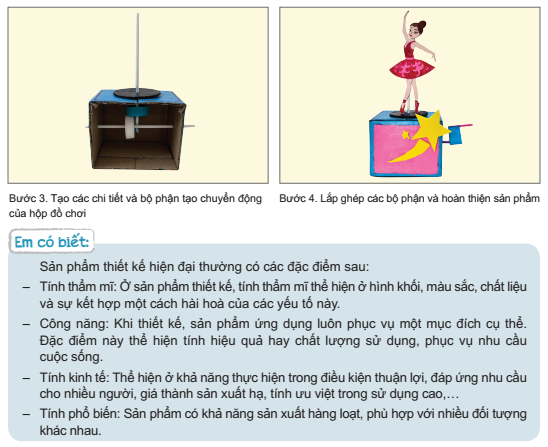 Bước 3. Tạo các chi tiết và bộ phận tạo chuyển động
của hộp đồ chơi
Bước 4. Lắp ghép các bộ phận và hoàn thiện sản phẩm
Em có biết:
Sản phẩm thiết kế hiện đại thường có các đặc điểm sau:
– Tính thẩm mĩ: Ở sản phẩm thiết kế, tính thẩm mĩ thể hiện ở hình khối, màu sắc, chất liệu
và sự kết hợp một cách hài hoà của các yếu tố này.
– Công năng: Khi thiết kế, sản phẩm ứng dụng luôn phục vụ một mục đích cụ thể.
Đặc điểm này thể hiện tính hiệu quả hay chất lượng sử dụng, phục vụ nhu cầu
cuộc sống.
– Tính kinh tế: Thể hiện ở khả năng thực hiện trong điều kiện thuận lợi, đáp ứng nhu cầu
cho nhiều người, giá thành sản xuất hạ, tính ưu việt trong sử dụng cao,...
– Tính phổ biến: Sản phẩm có khả năng sản xuất hàng loạt, phù hợp với nhiều đối tượng
khác nhau.